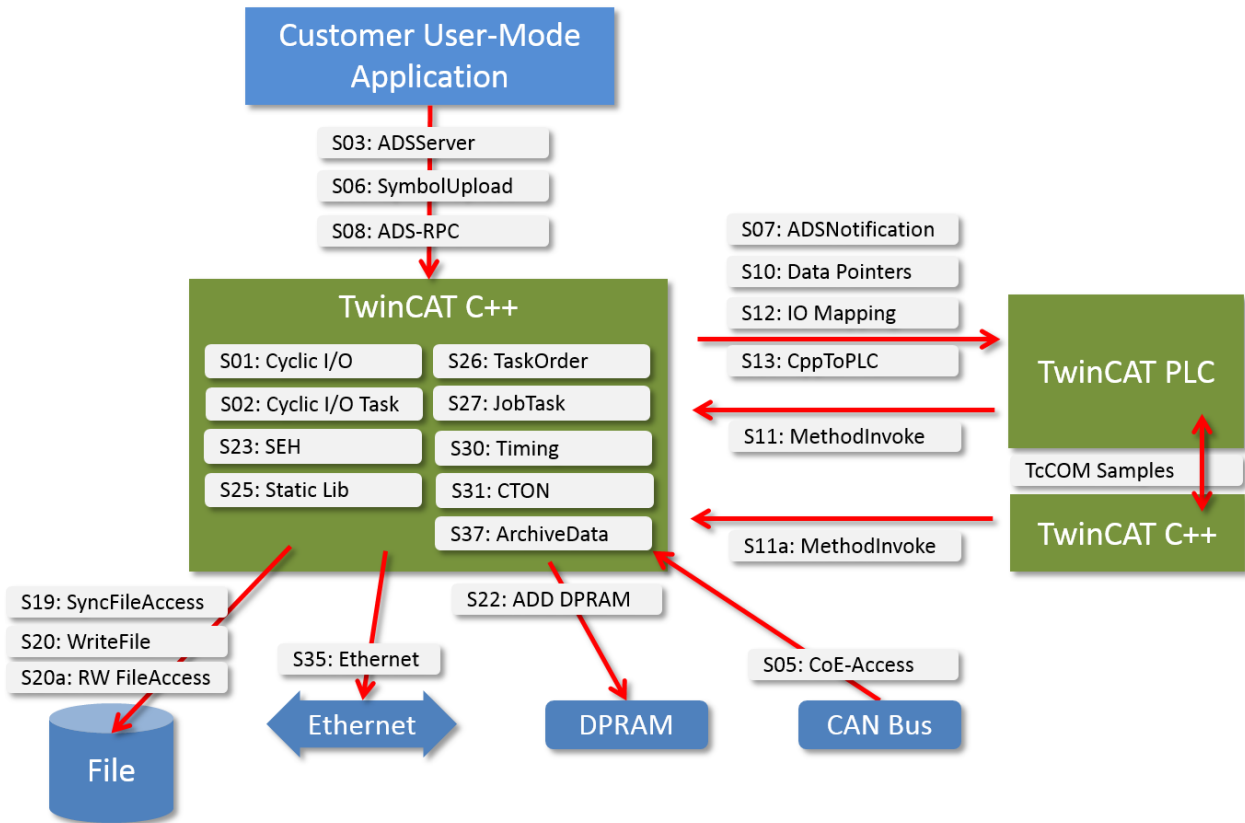 Customer User-Mode
Application
S03: ADSServer
S06: SymbolUpload
S08: ADS-RPC
TwinCAT C++
S01: Cyclic I/O
S02: Cyclic I/O Task
S23: SEH
S25: Static Lib
S26: TaskOrder
S27: JobTask
S30: Timing
S31: CTON
S37: ArchiveData
S07: ADSNotification
S10: Data Pointers
S12: IO Mapping
S13: CppToPLC
S11: MethodInvoke
S11a: MethodInvoke
TwinCAT PLC
TcCOM Samples
TwinCAT C++
S19: SyncFileAccess
S20: WriteFile
S20a: RW FileAccess
File
S35: Ethernet
Ethernet
S22: ADD DPRAM
DPRAM
S05: CoE-Access
CAN Bus